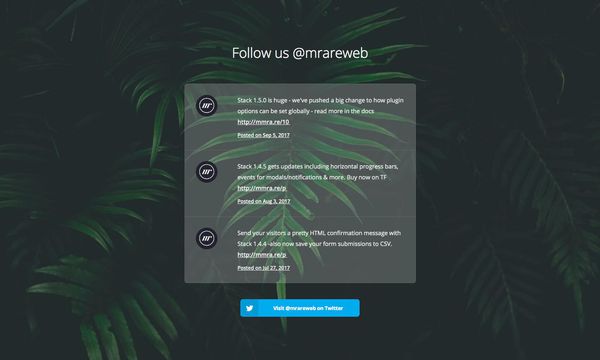 Follow us @mrareweb
Stack 1.5.0 is huge - we've pushed a big change to how plugin
options can be set globally - read more in the docs
http://mmra.re/10
Posted on Sep 5, 2017
Stack 1.4.5 gets updates including horizontal progress bars,
events for modals/notifications & more. Buy now on TF
http://mmra.re/p
Posted on Aug 3, 2017
Send your visitors a pretty HTML confirmation message with
Stack 1.4.4 -also now save your form submissions to CSV.
http://mmra.re/p
Posted on Jul 27, 2017
Visit @mrareweb on Twitter